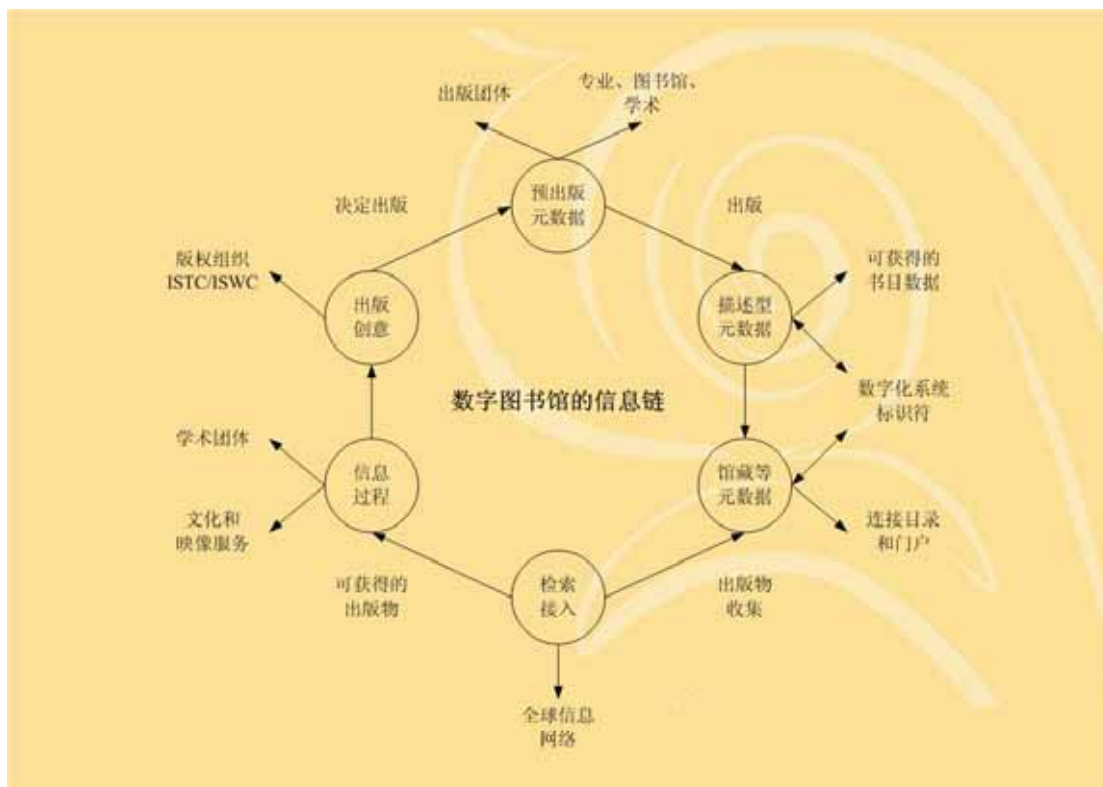 出版团体
专业、图书馆、
学术
预出版
元数据
决定出版
出版
版权组织
ISTC/ISWC
出版
创意
描述型
元数据
可获得的
书目数据
数字图书馆的信息链
数字化系统
标识符
学术团体
信息
过程
馆藏等
元数据
文化和
映像服务
连接目录
和门户
可获得的
出版物
检索
接入
出版物
收集
全球信息
网络